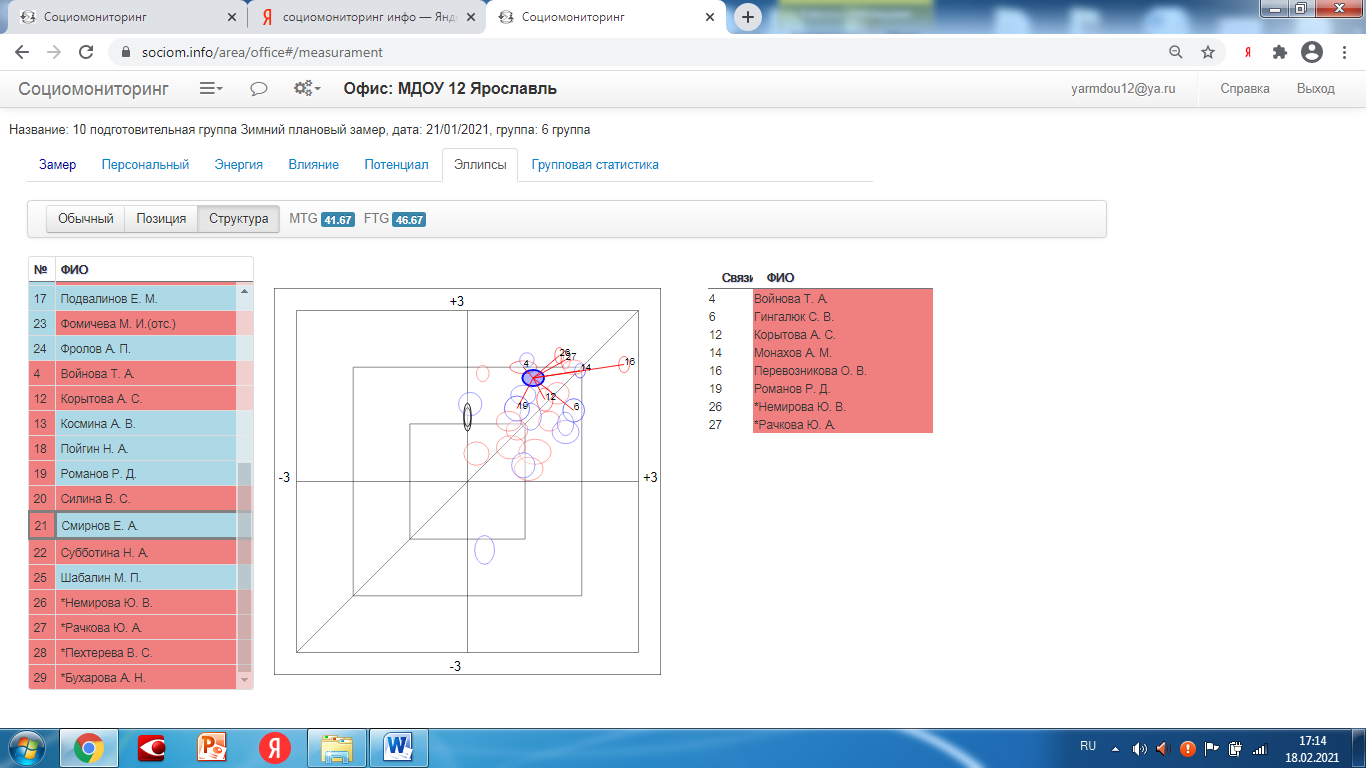 Социомониторинг
социомониторинг инфо — Янд
Социомониторинг
sociom.info/area/office#/measurament
Социомониторинг Офис: МДОУ 12 Ярославль yarmdou12@ya.ru Справка Выход
Название: 10 подготовительная группа Зимний плановый замер, дата: 21/01/2021, группа: 6 группа
Замер Персональный Энергия Влияние Потенциал Эллипсы Групповая статистика
Обычный Позиция Структура MTG 41.67 FTG 46.67
№ ФИО
17 Подвалинов Е. М.
23 Фомичева М. И.(отс.)
24 Фролов А. П.
4 Войнова Т. А.
12 Корытова А. С.
13 Космина А. В.
18 Пойгин Н. А.
19 Романов Р. Д.
20 Силина В. С.
21 Смирнов Е. А.
22 Субботина Н. А.
25 Шабалин М. П.
26 *Немирова Ю. В.
27 *Рачкова Ю. А.
28 *Пехтерева В. С.
29 *Бухарова А. Н.
+3
26
27
4
16
14
12
19
6
-3
+3
-3
Связи ФИО
4 Войнова Т. А.
6 Гингалюк С. В.
12 Корытова А. С.
14 Монахов А. М.
16 Перевозникова О. В.
19 Романов Р. Д.
26 *Немирова Ю. В.
27 *Рачкова Ю. А.
RU
17:14
18.02.2021